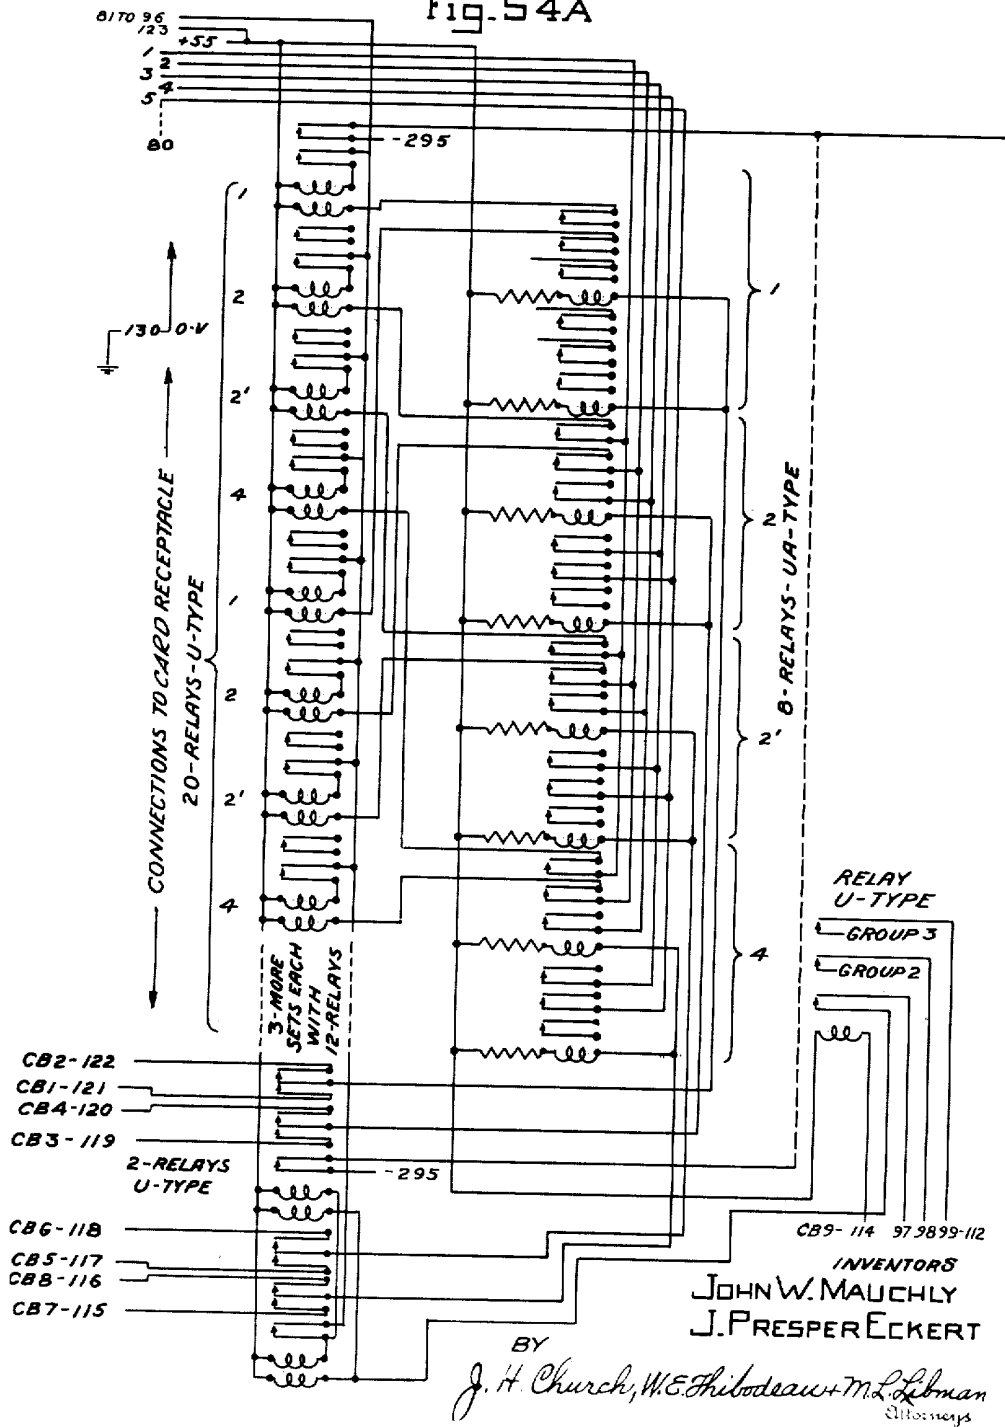 Fig. 54A
81 TO 96
123
+55
1
2
3
4
5
80
-295
1
2
2'
4
1
2
2'
4
130 0-V
CONNECTIONS TO CARD RECEPTACLE
20-RELAYS-U-TYPE
3-MORE
SETS EACH
WITH
12-RELAYS
1
2
2'
4
8-RELAYS-UA-TYPE
RELAY
U-TYPE
GROUP 3
GROUP 2
CB2-122
CB1-121
CB4-120
CB3-119
2-RELAYS
U-TYPE
-295
CB6-118
CB5-117
CB8-116
CB7-115
CB9-114 97 98 99-112
INVENTORS
JOHN W. MAUCHLY
J. PRESPER ECKERT
BY
J. H. Church, W. E. Thibodeau + M. L. Libman
Attorneys